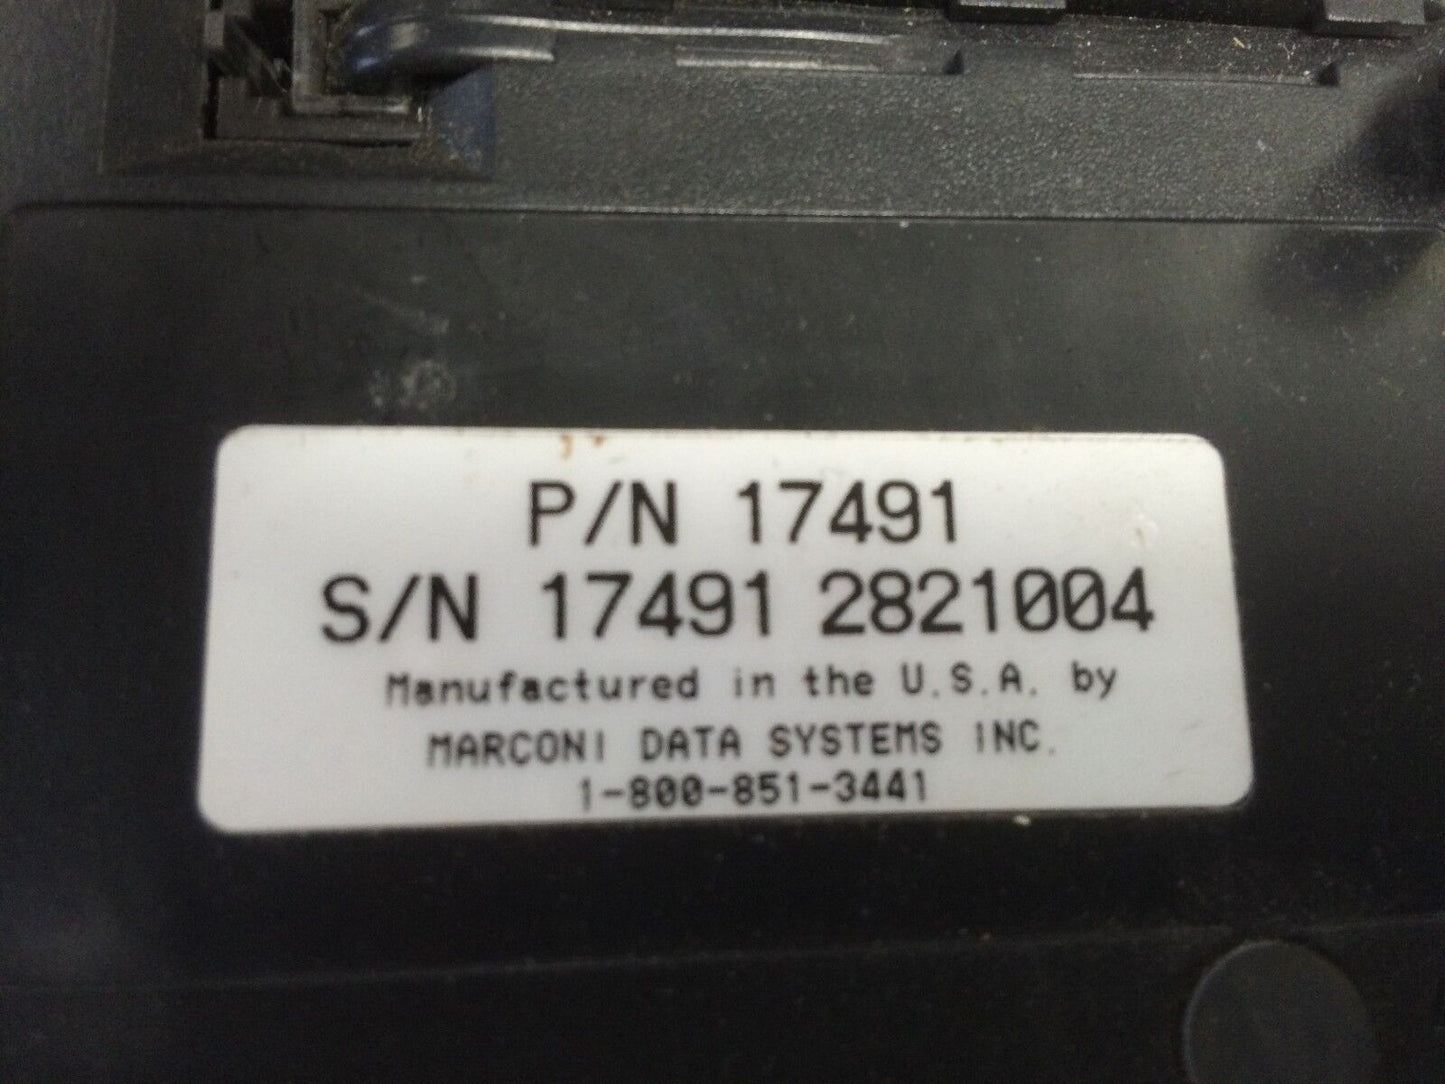 P/N 17491
S/N 17491 2821004
Manufactured in the U.S.A. by
MARCONI DATA SYSTEMS INC.
1-800-851-3441